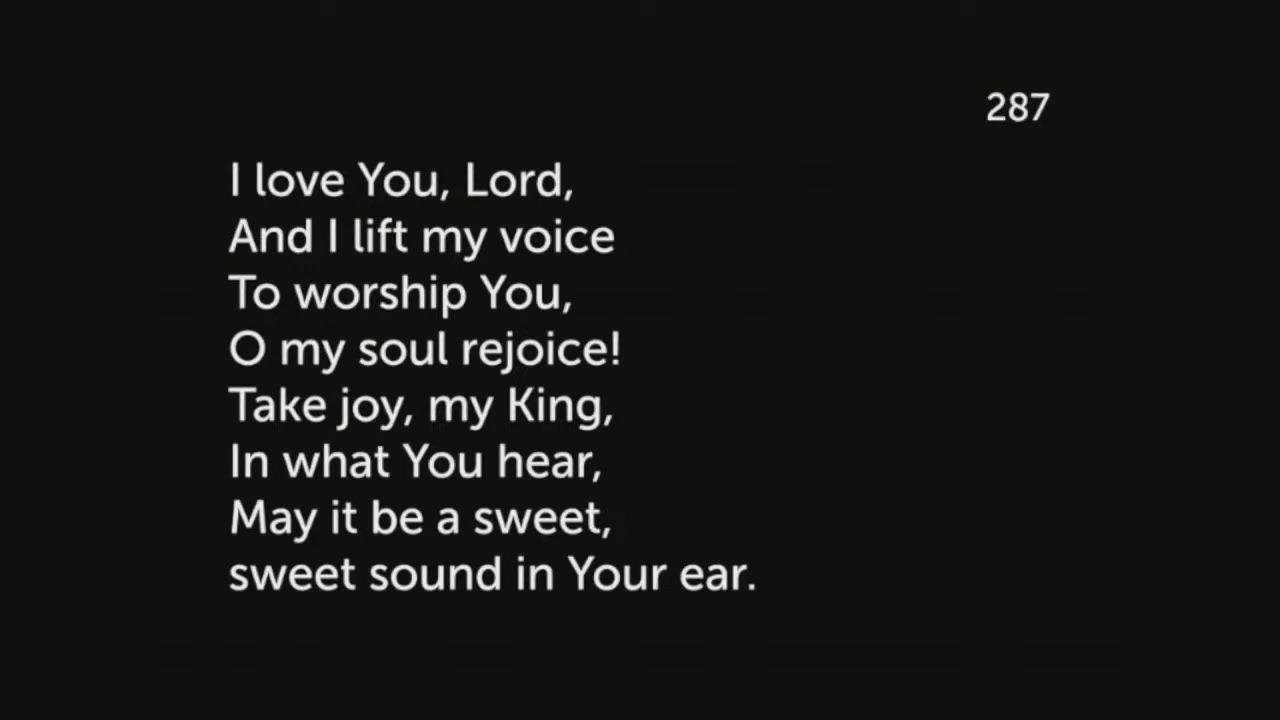 287
I love You, Lord,
And I lift my voice
To worship You,
O my soul rejoice!
Take joy, my King,
In what You hear,
May it be a sweet,
sweet sound in Your ear.